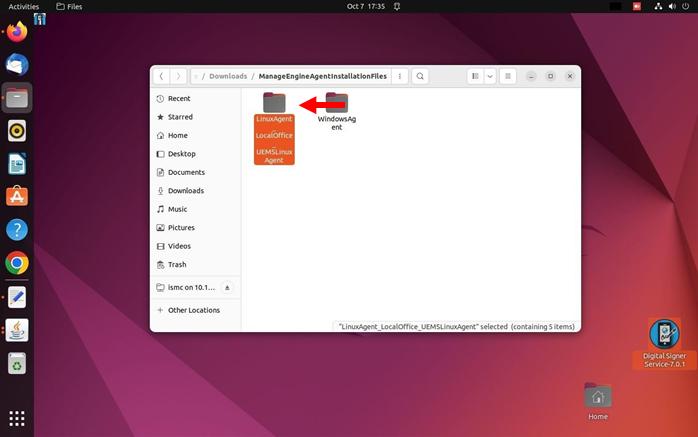 Activities
Files
Oct 7 17:35
/ Downloads / ManageEngineAgentInstallationFiles
Recent
Starred
Home
Desktop
Documents
Downloads
Music
Pictures
Videos
Trash
ismc on 10.1...
Other Locations
LinuxAgent
_
LocalOffice
_
UEMSLinux
Agent
WindowsAg
ent
"LinuxAgent_LocalOffice_UEMSLinuxAgent" selected (containing 5 items)
Digital Signer
Service-7.0.1
Home